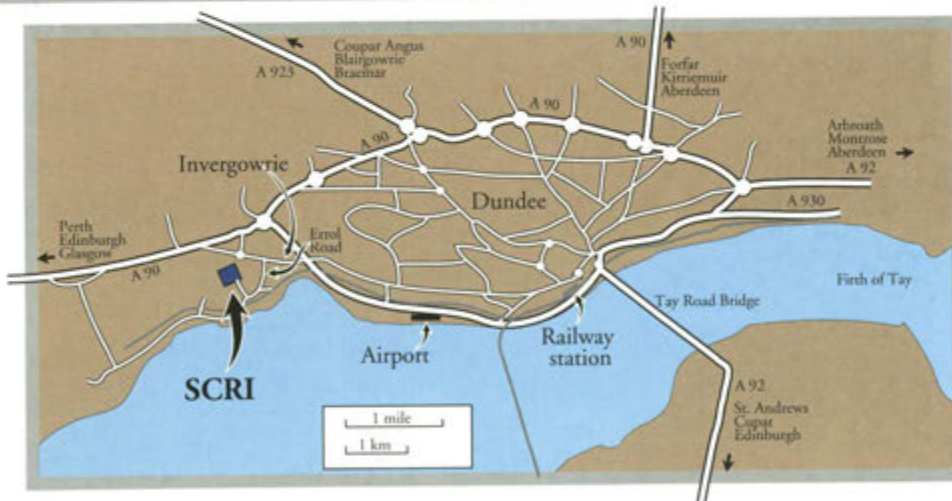 Coupar Angus
Blairgowrie
Braemar
A 923
A 90
Forfar
Kirriemuir
Aberdeen
A 90
A 90
Arbroath
Montrose
Aberdeen
A 92
Invergowrie
Dundee
A 930
Perth
Edinburgh
Glasgow
A 90
Errol
Road
Firth of Tay
Tay Road Bridge
Airport
Railway
station
SCRI
1 mile
1 km
A 92
St. Andrews
Cupar
Edinburgh